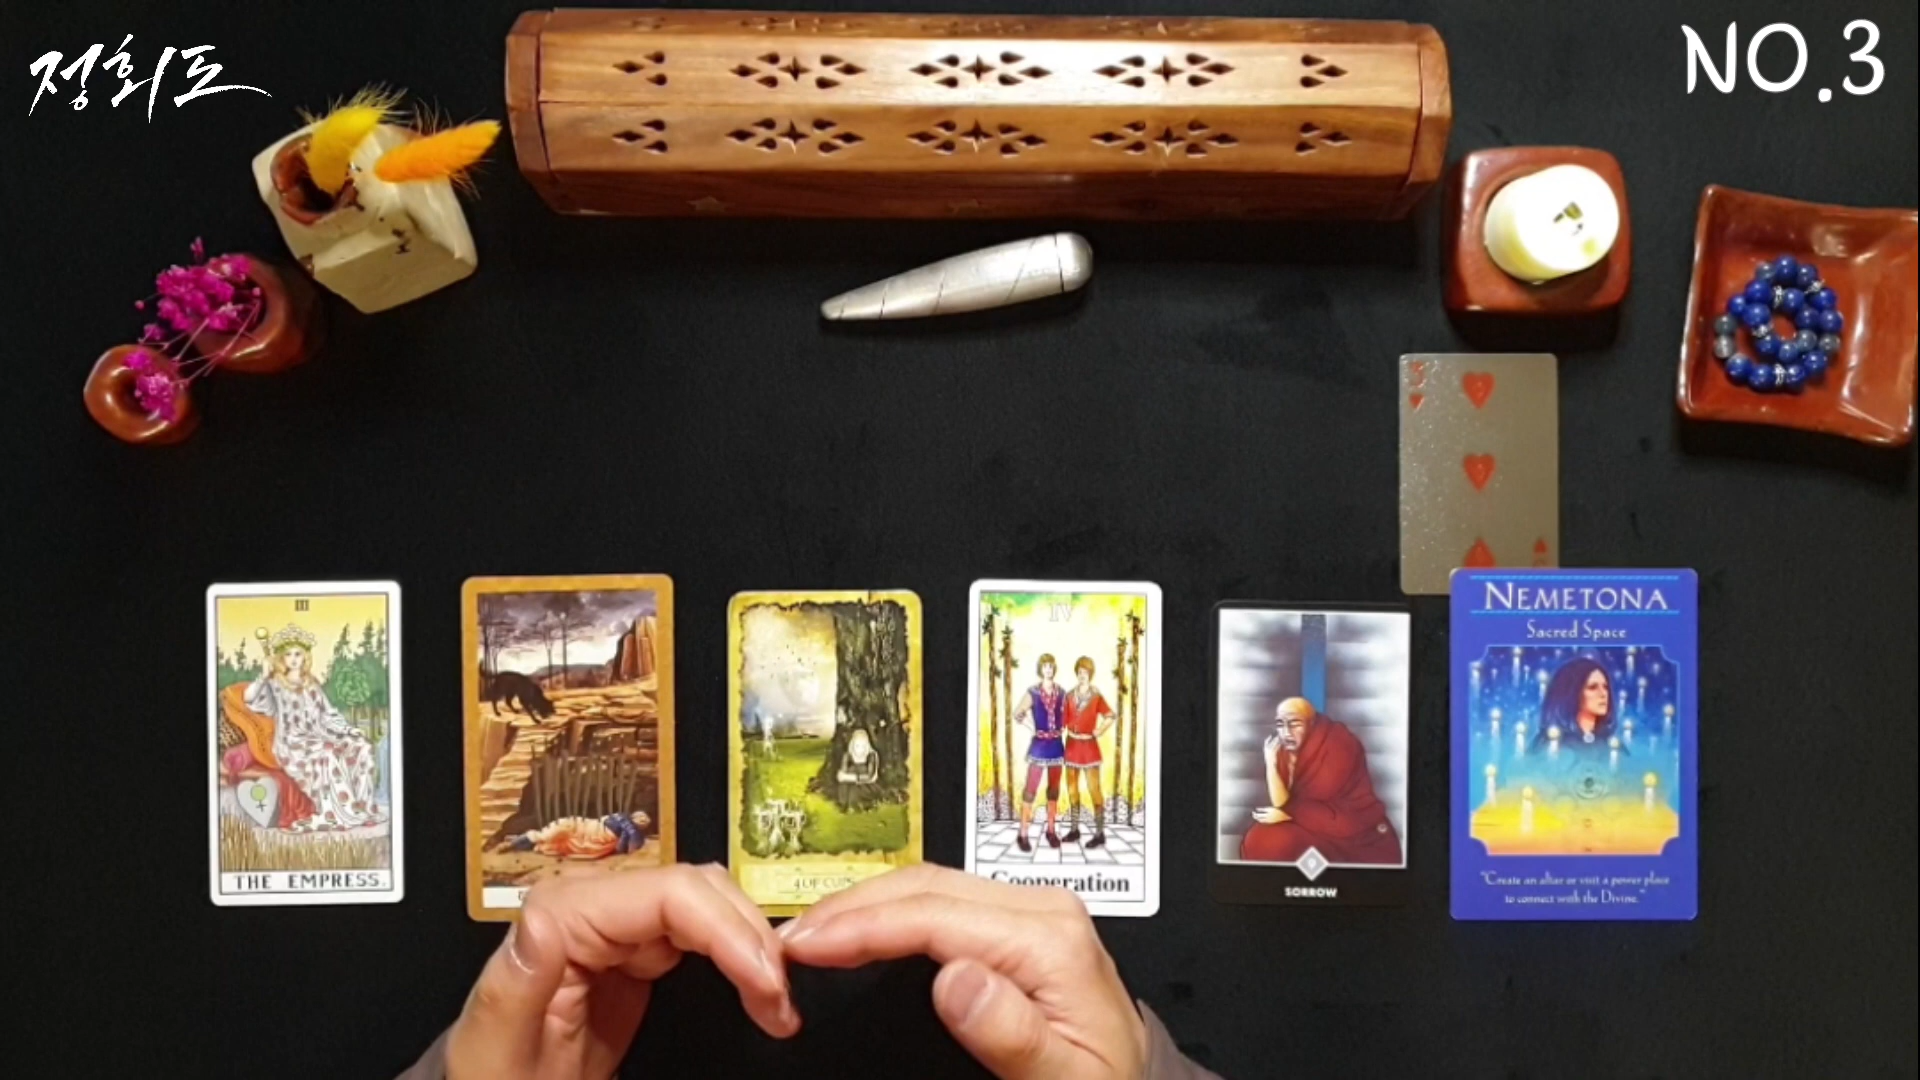 정회도
NO.3
3
III
THE EMPRESS.
4 OF CUPS
IV
Cooperation
SORROW
NEMETONA
Sacred Space
"Create an altar or visit a power place
to connect with the Divine."